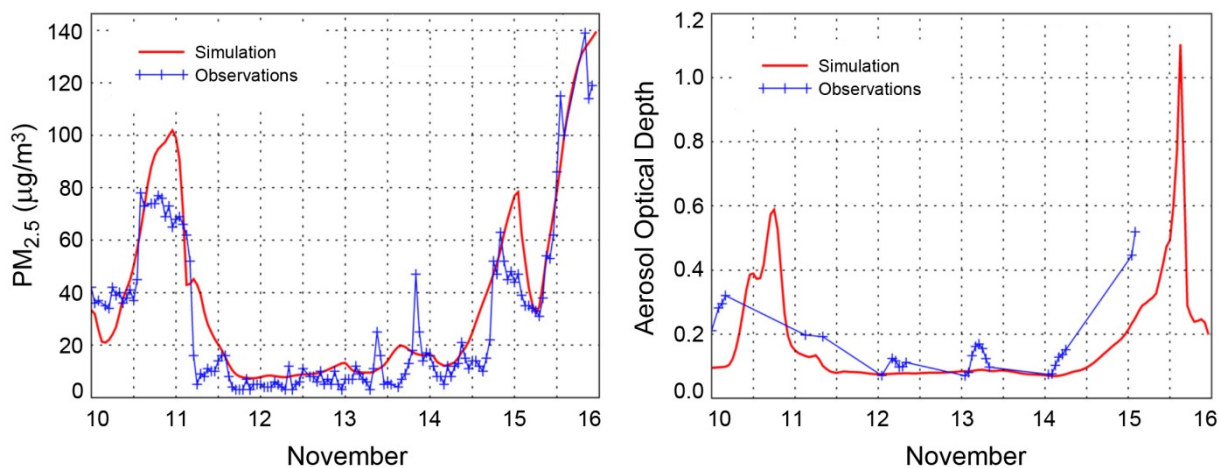 140
120
100
80
60
40
20
0
PM2.5 (μg/m³)
Simulation
Observations
10 11 12 13 14 15 16
November
1.2
1.0
0.8
0.6
0.4
0.2
0.0
Aerosol Optical Depth
Simulation
Observations
10 11 12 13 14 15 16
November